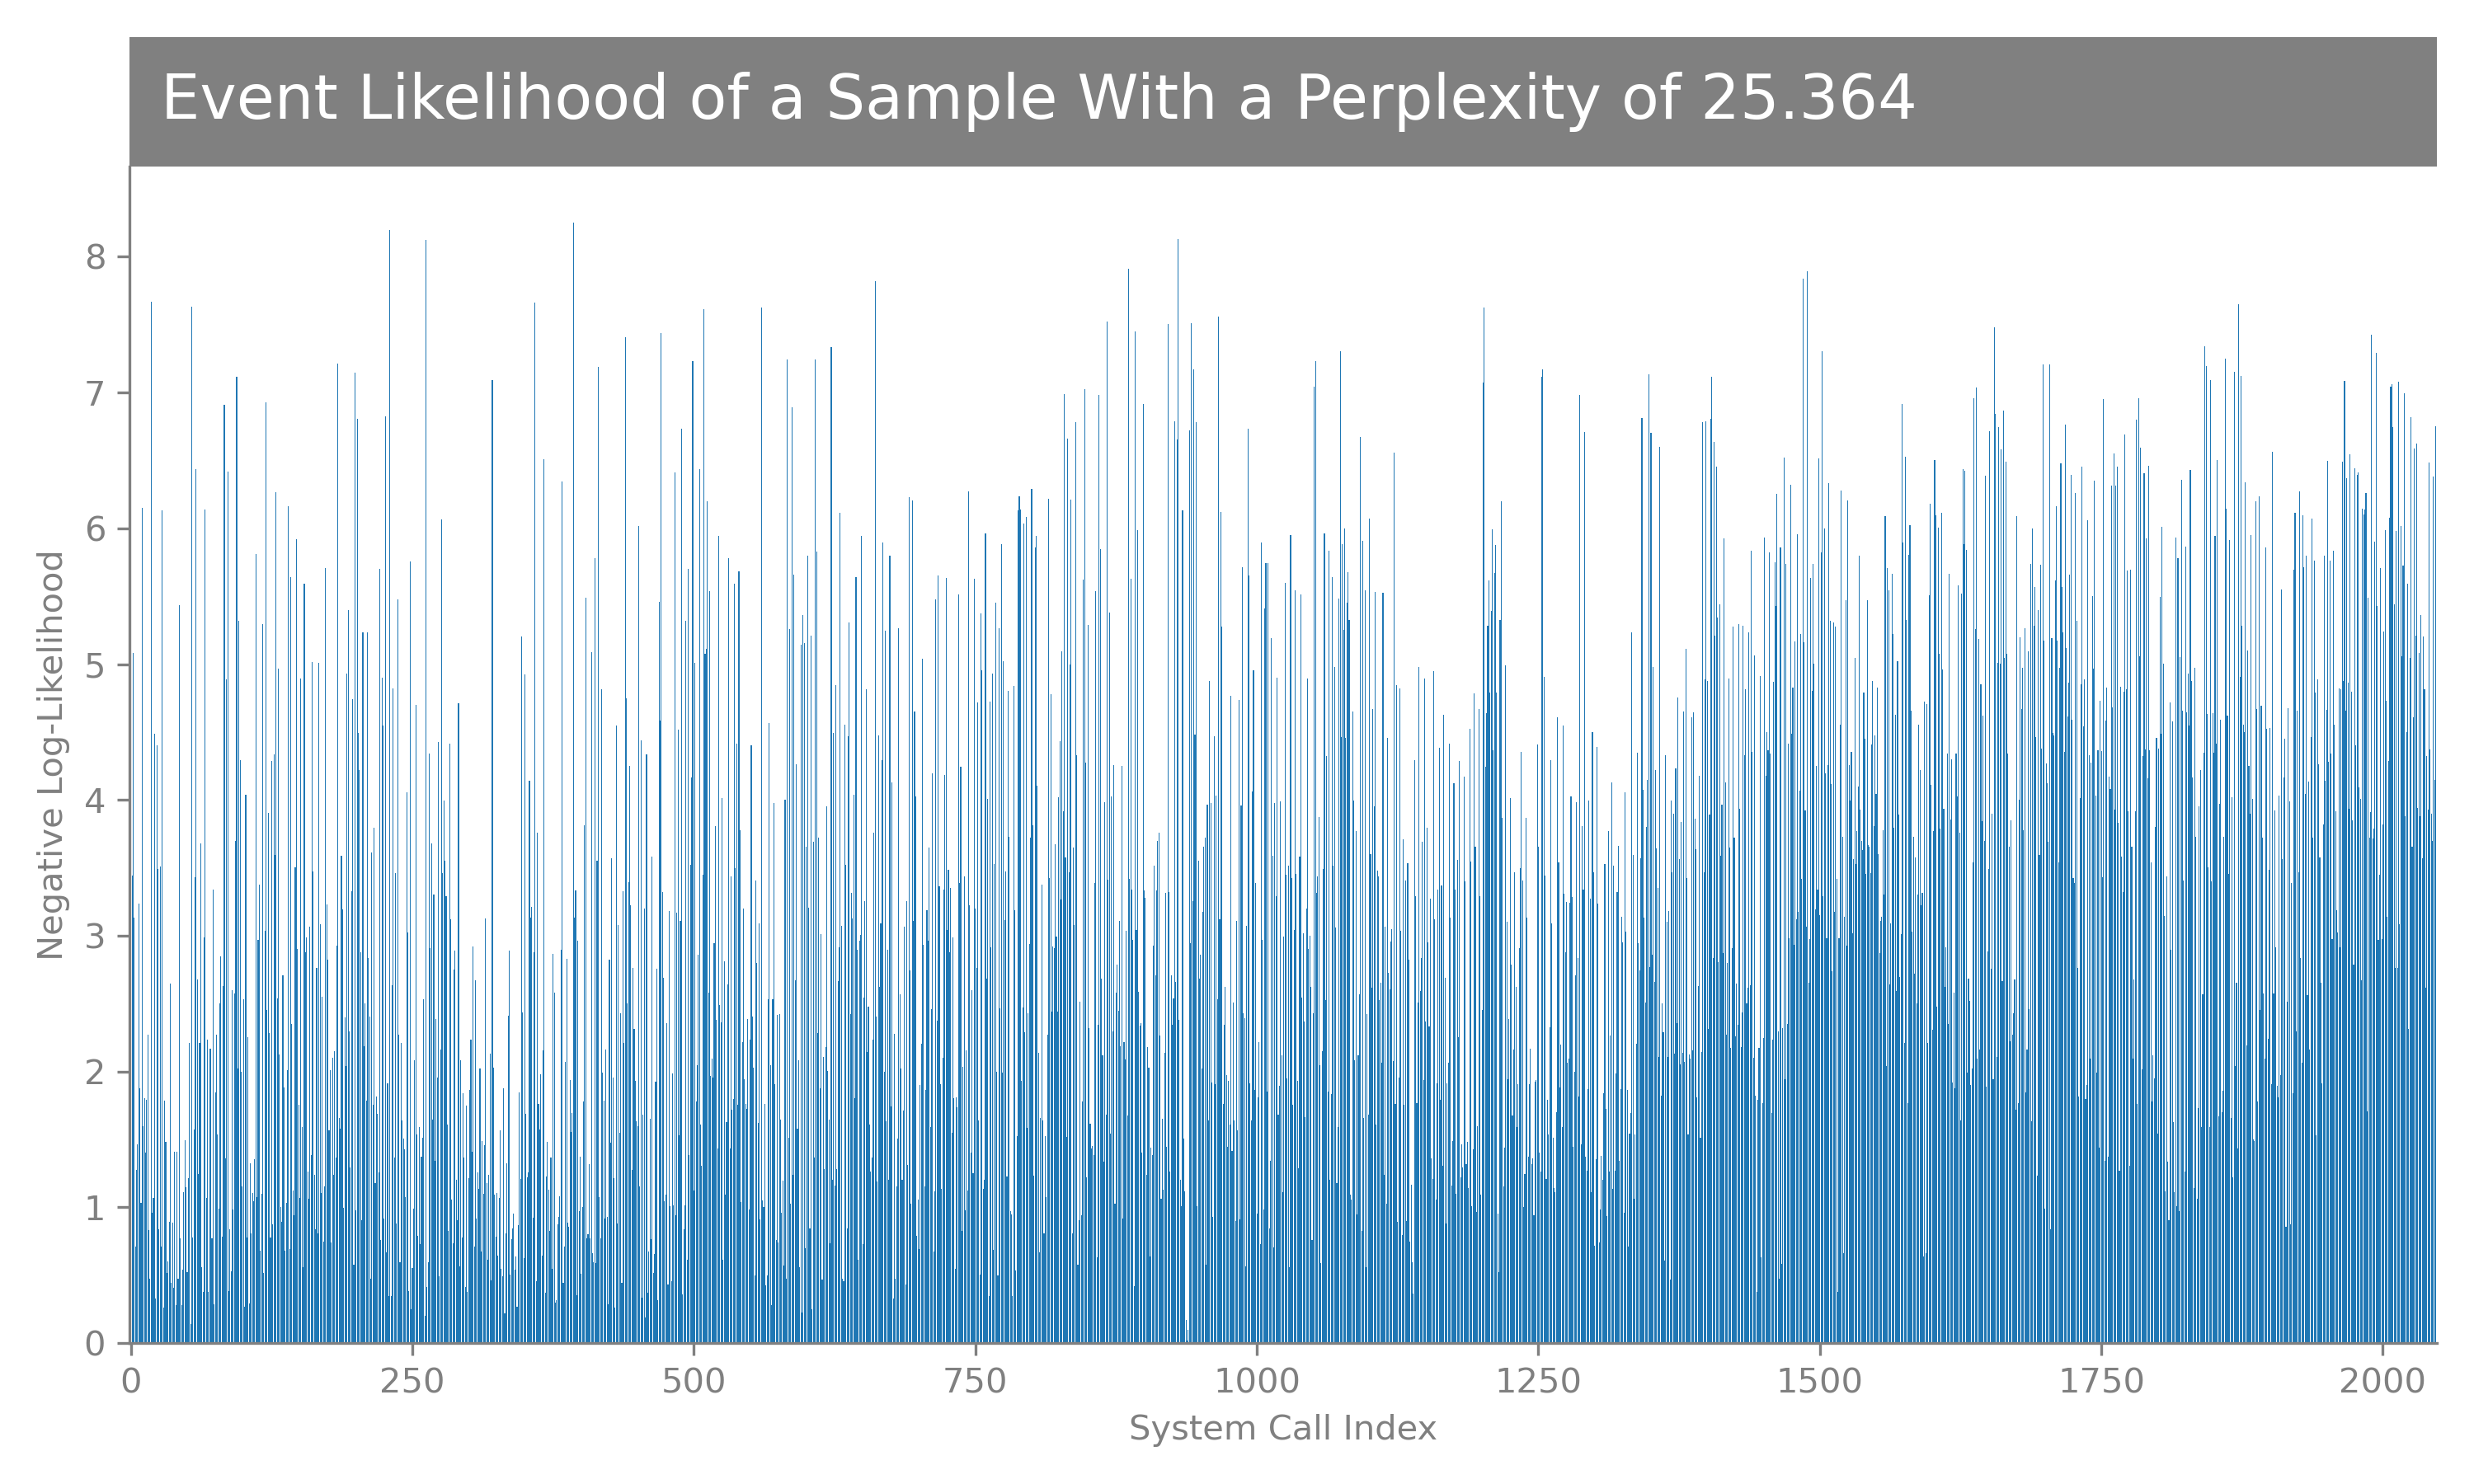 Event Likelihood of a Sample With a Perplexity of 25.364
8
7
6
5
4
3
2
1
0
Negative Log-Likelihood
0 250 500 750 1000 1250 1500 1750 2000
System Call Index